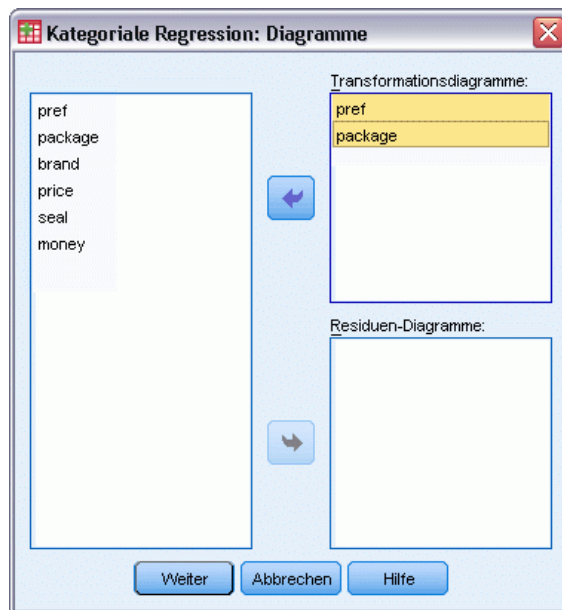 Kategoriale Regression: Diagramme
pref
package
brand
price
seal
money
Transformationsdiagramme:
pref
package
Residuen-Diagramme:
Weiter
Abbrechen
Hilfe